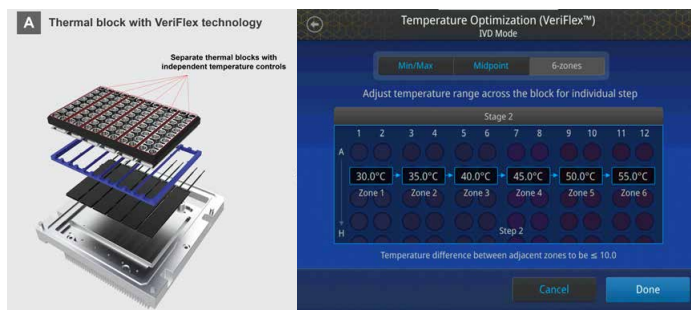 A Thermal block with VeriFlex technology
Separate thermal blocks with
independent temperature controls
Temperature Optimization (VeriFlex™)
IVD Mode
Min/Max Midpoint 6-zones
Adjust temperature range across the block for individual step
Stage 2
1 2 3 4 5 6 7 8 9 10 11 12
A
30.0°C 35.0°C 40.0°C 45.0°C 50.0°C 55.0°C
Zone 1 Zone 2 Zone 3 Zone 4 Zone 5 Zone 6
H
Step 2
Temperature difference between adjacent zones to be ≤ 10.0
Cancel Done